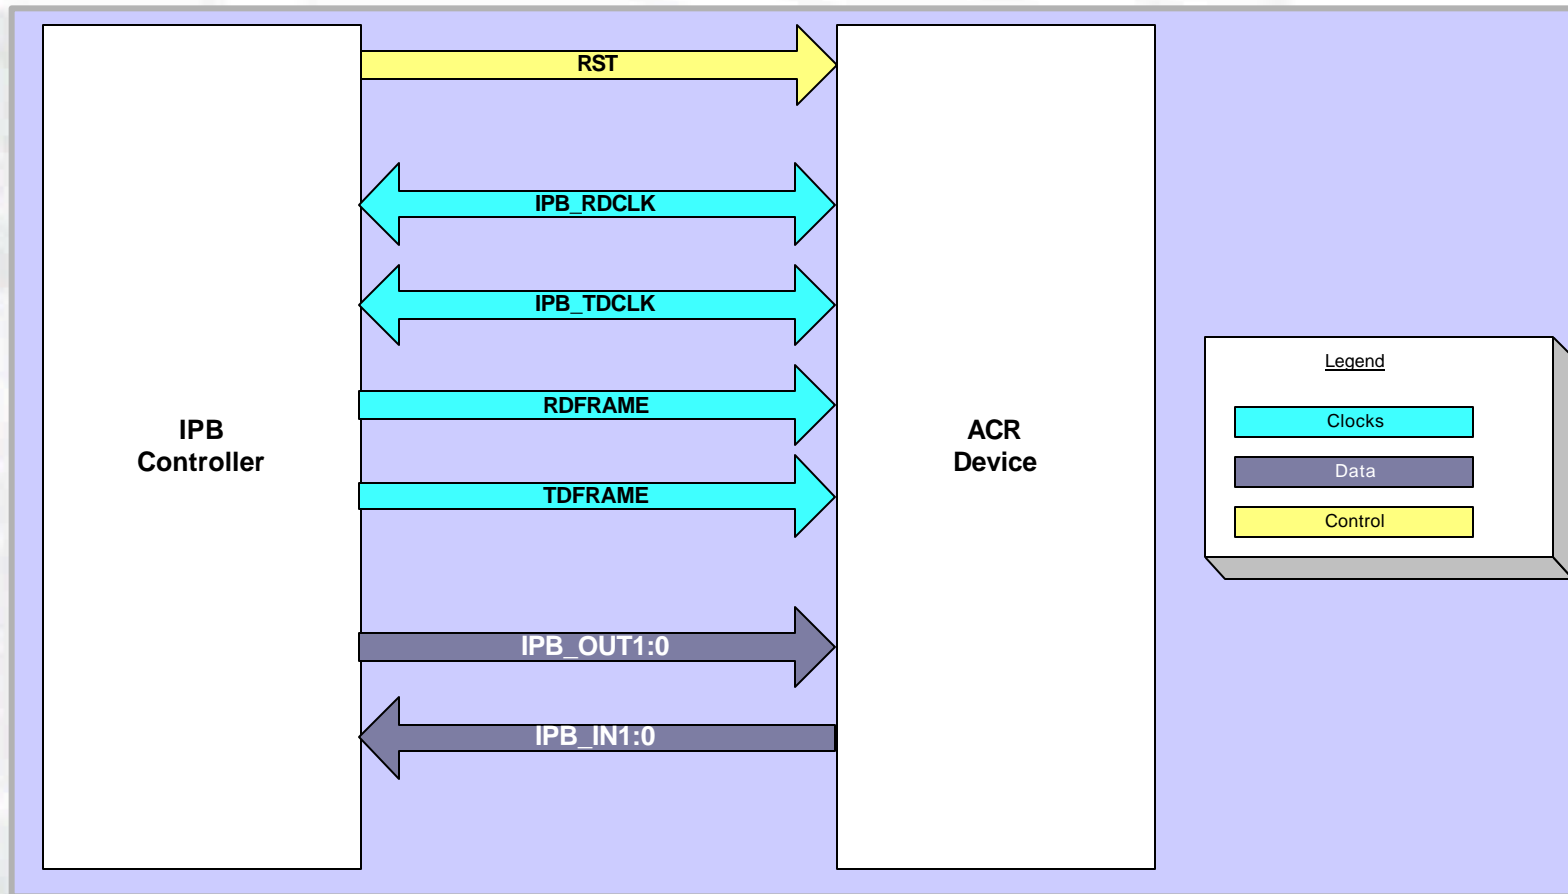 RST
IPB_RDCLK
IPB_TDCLK
RDFRAME
TDFRAME
IPB_OUT1:0
IPB_IN1:0
IPB
Controller
ACR
Device
Legend
Clocks
Data
Control